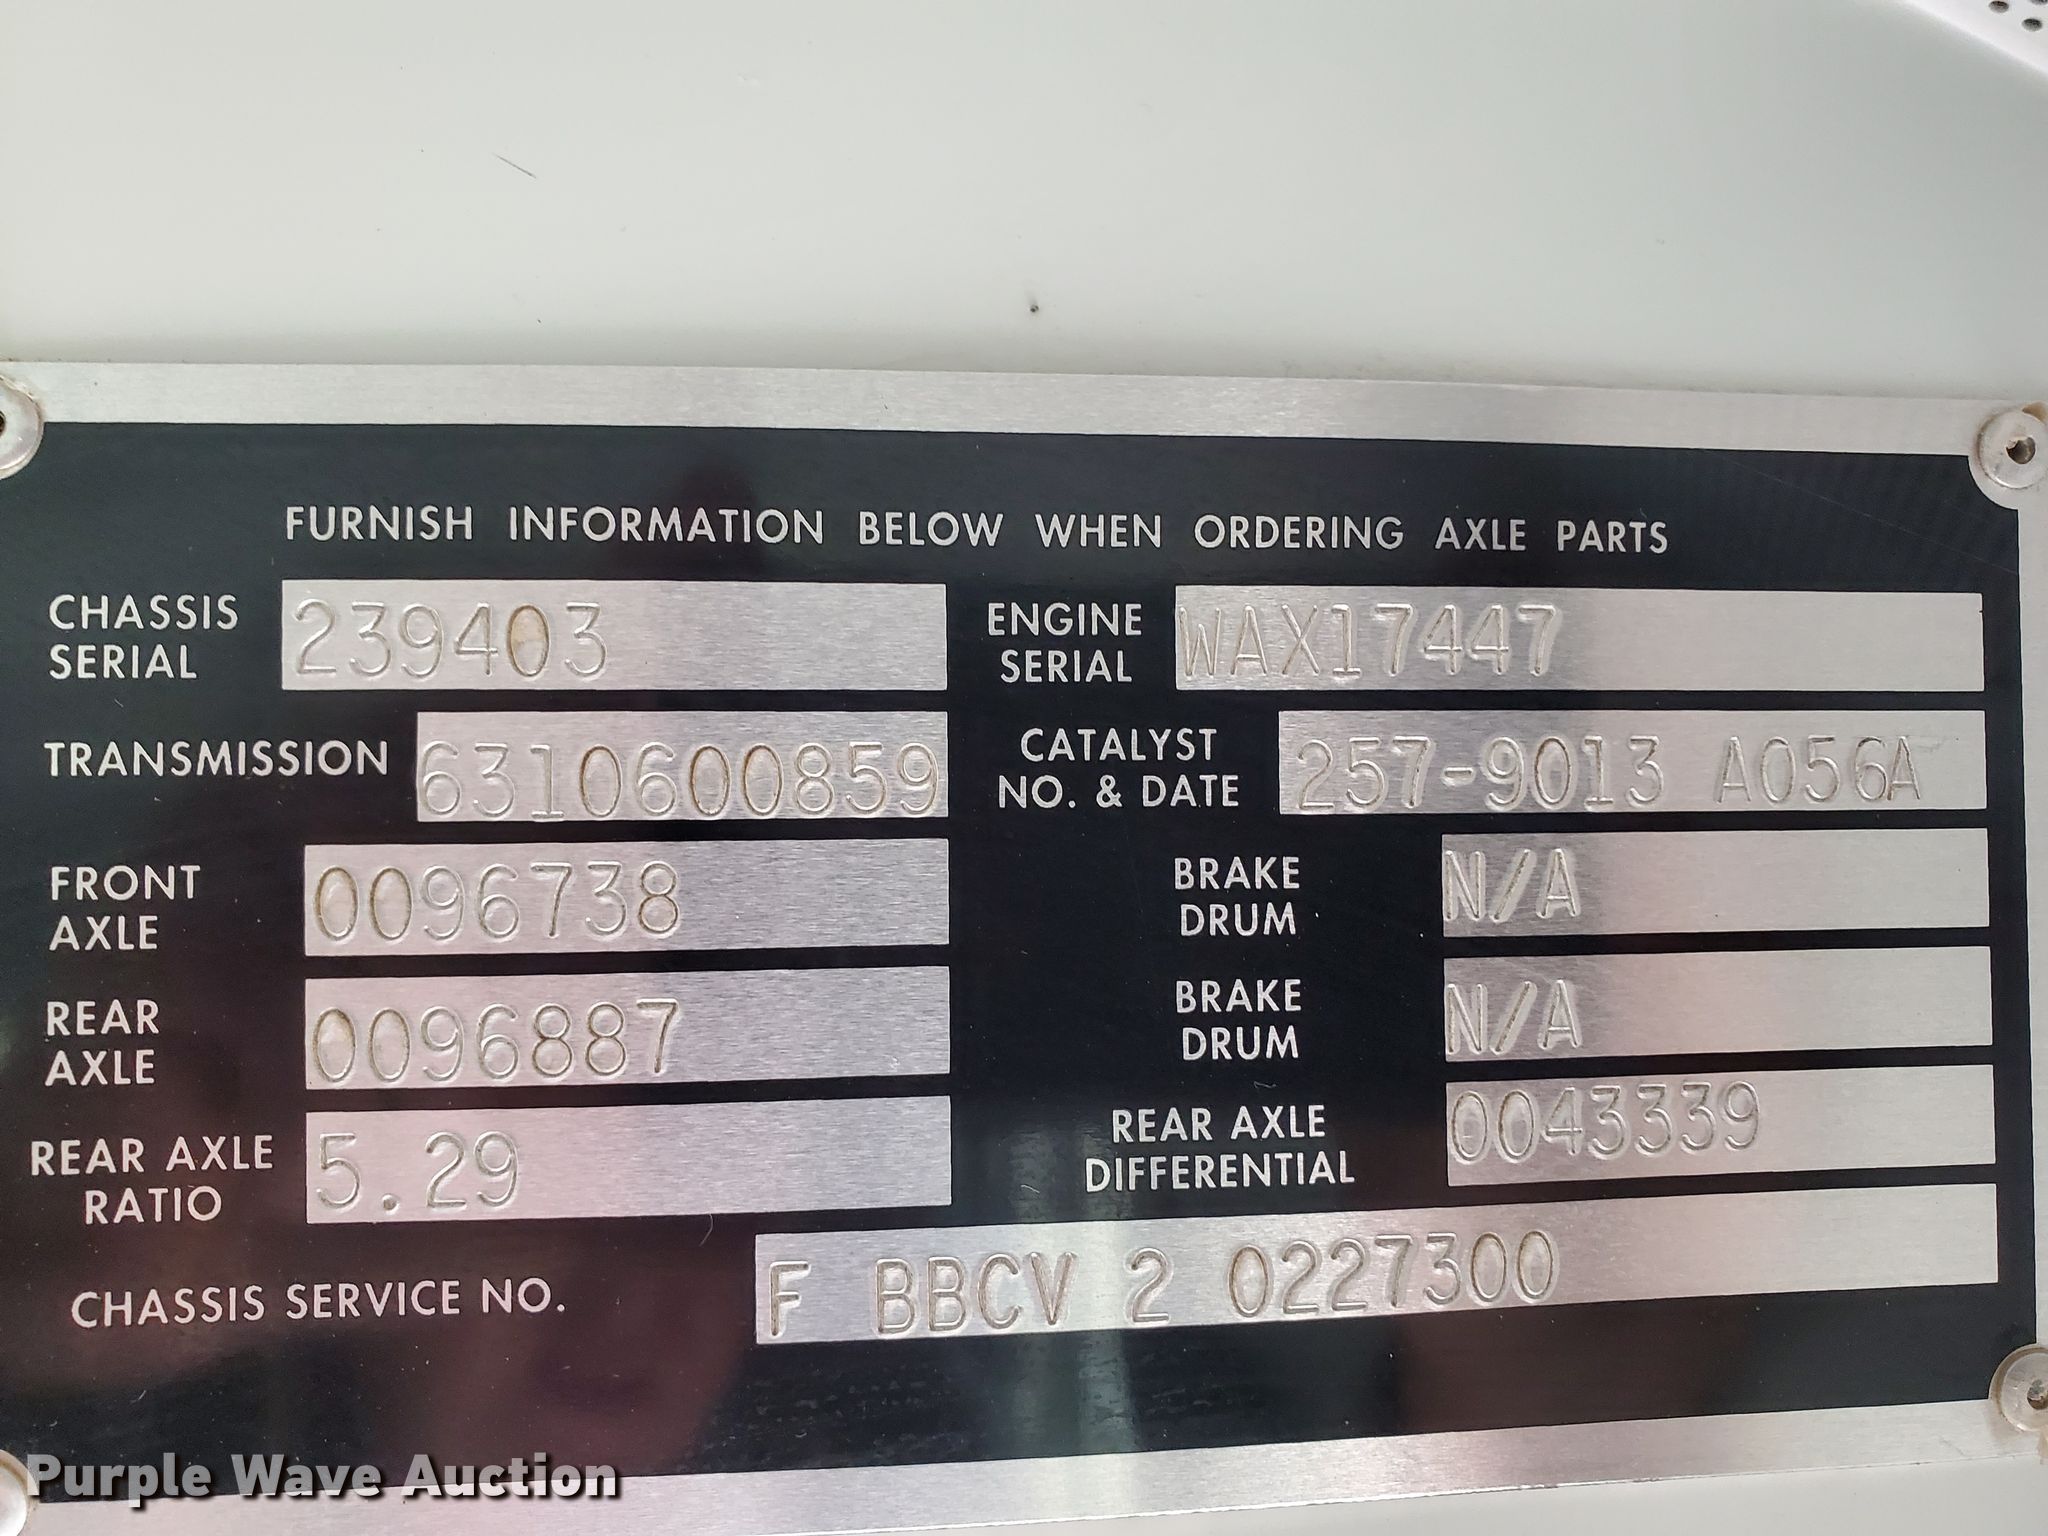 FURNISH INFORMATION BELOW WHEN ORDERING AXLE PARTS
CHASSIS SERIAL 239403
ENGINE SERIAL WAX17447
TRANSMISSION 6310600859
CATALYST NO. & DATE 257-9013 A056A
FRONT AXLE 0096738
BRAKE DRUM N/A
REAR AXLE 0096887
BRAKE DRUM N/A
REAR AXLE RATIO 5.29
REAR AXLE DIFFERENTIAL 0043339
CHASSIS SERVICE NO. F BBCV 2 0227300
Purple Wave Auction